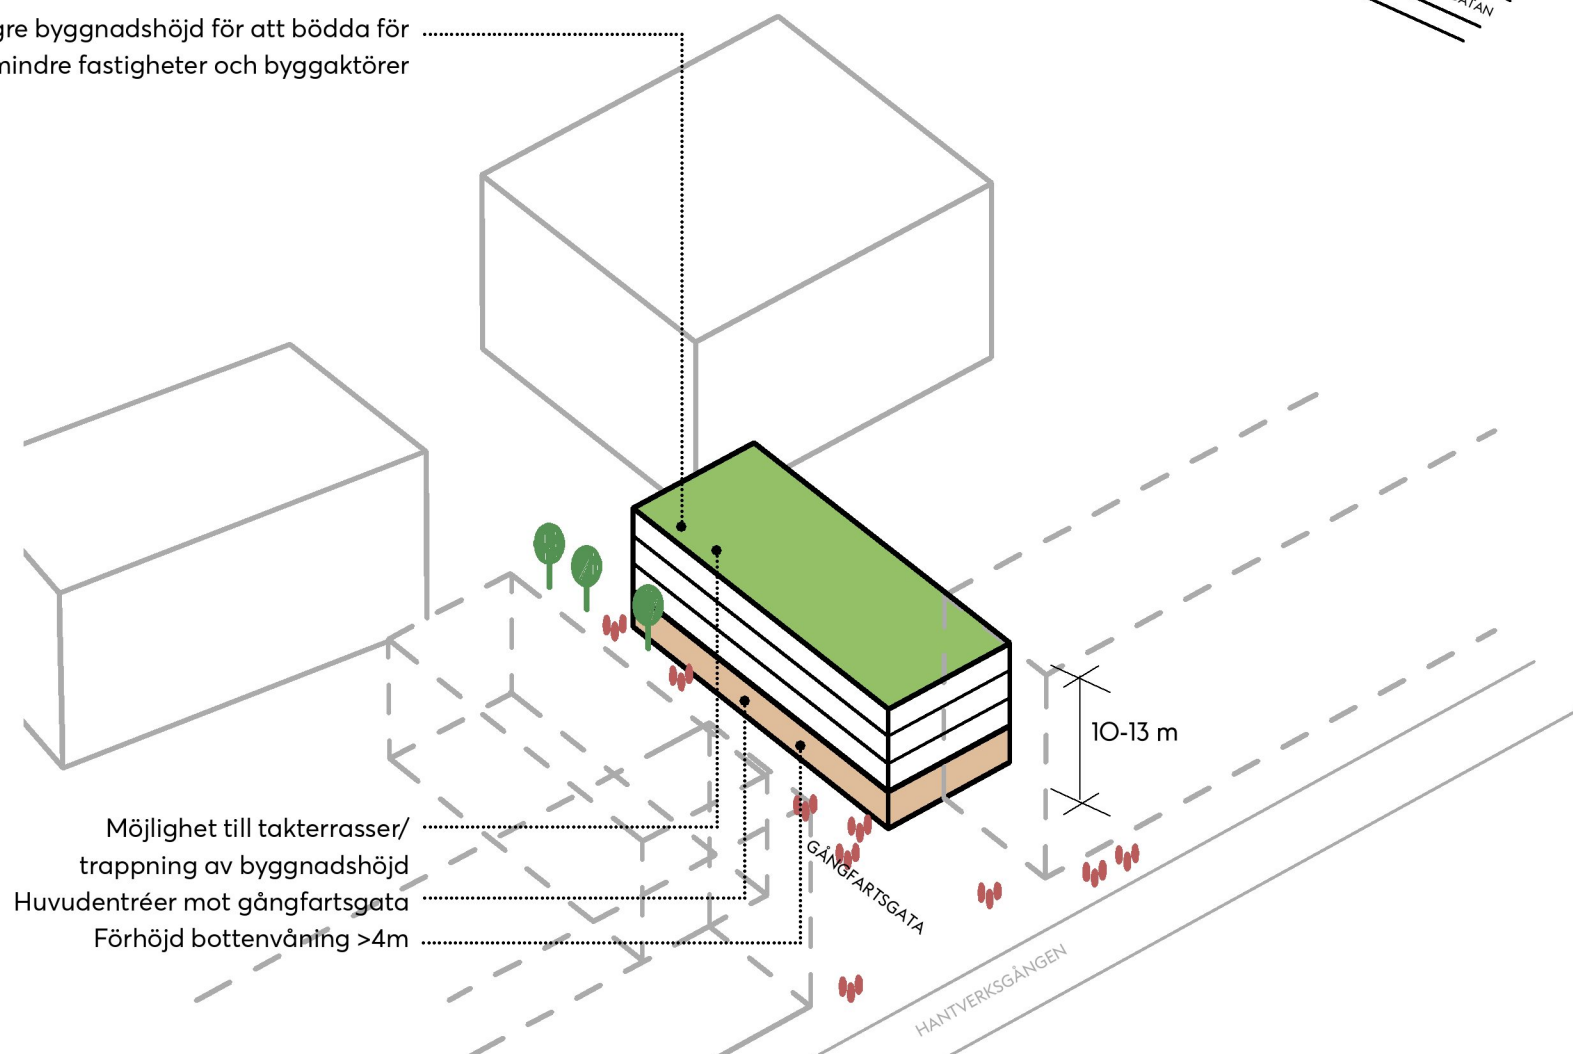 gre byggnadshöjd för att bödda för
mindre fastigheter och byggaktörer
ATAN
10-13 m
Möjlighet till takterrasser/
trappning av byggnadshöjd
Huvudentréer mot gångfartsgata
Förhöjd bottenvåning >4m
GÅNGFARTSGATA
HANTVERKSGÅNGEN